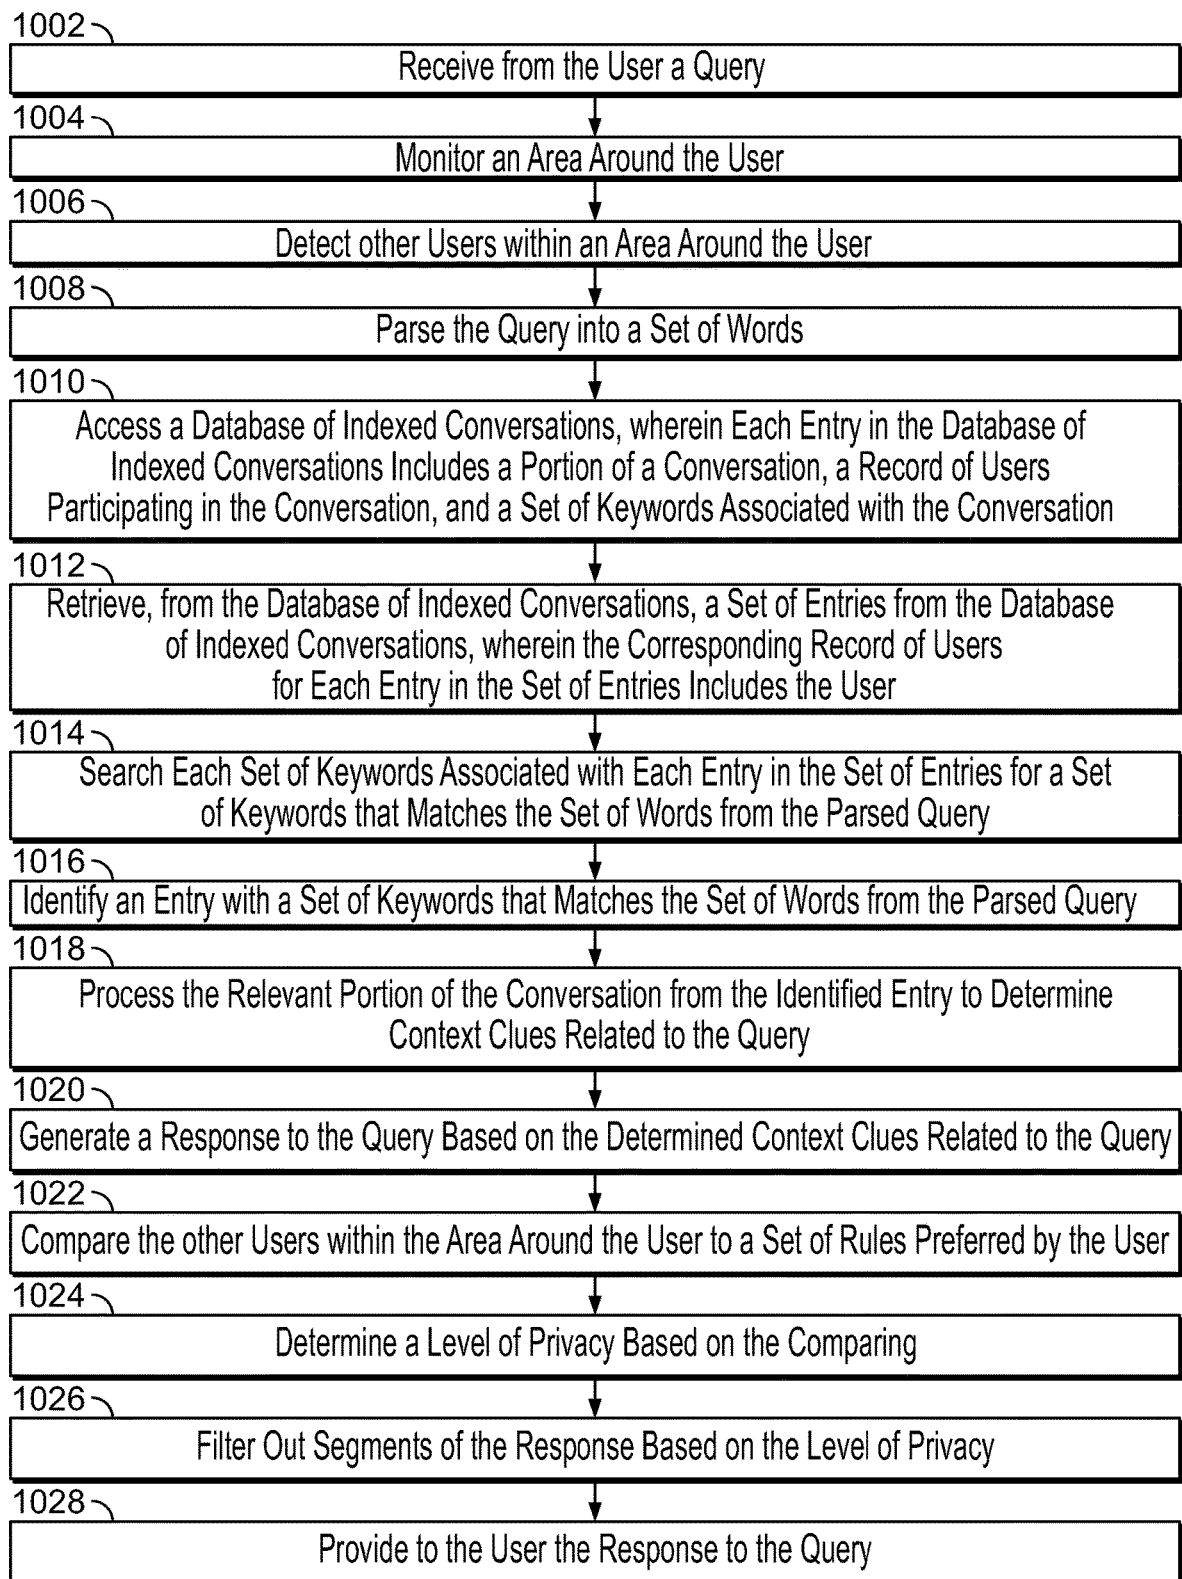 1002
Receive from the User a Query
1004
Monitor an Area Around the User
1006
Detect other Users within an Area Around the User
1008
Parse the Query into a Set of Words
1010
Access a Database of Indexed Conversations, wherein Each Entry in the Database of
Indexed Conversations Includes a Portion of a Conversation, a Record of Users
Participating in the Conversation, and a Set of Keywords Associated with the Conversation
1012
Retrieve, from the Database of Indexed Conversations, a Set of Entries from the Database
of Indexed Conversations, wherein the Corresponding Record of Users
for Each Entry in the Set of Entries Includes the User
1014
Search Each Set of Keywords Associated with Each Entry in the Set of Entries for a Set
of Keywords that Matches the Set of Words from the Parsed Query
1016
Identify an Entry with a Set of Keywords that Matches the Set of Words from the Parsed Query
1018
Process the Relevant Portion of the Conversation from the Identified Entry to Determine
Context Clues Related to the Query
1020
Generate a Response to the Query Based on the Determined Context Clues Related to the Query
1022
Compare the other Users within the Area Around the User to a Set of Rules Preferred by the User
1024
Determine a Level of Privacy Based on the Comparing
1026
Filter Out Segments of the Response Based on the Level of Privacy
1028
Provide to the User the Response to the Query